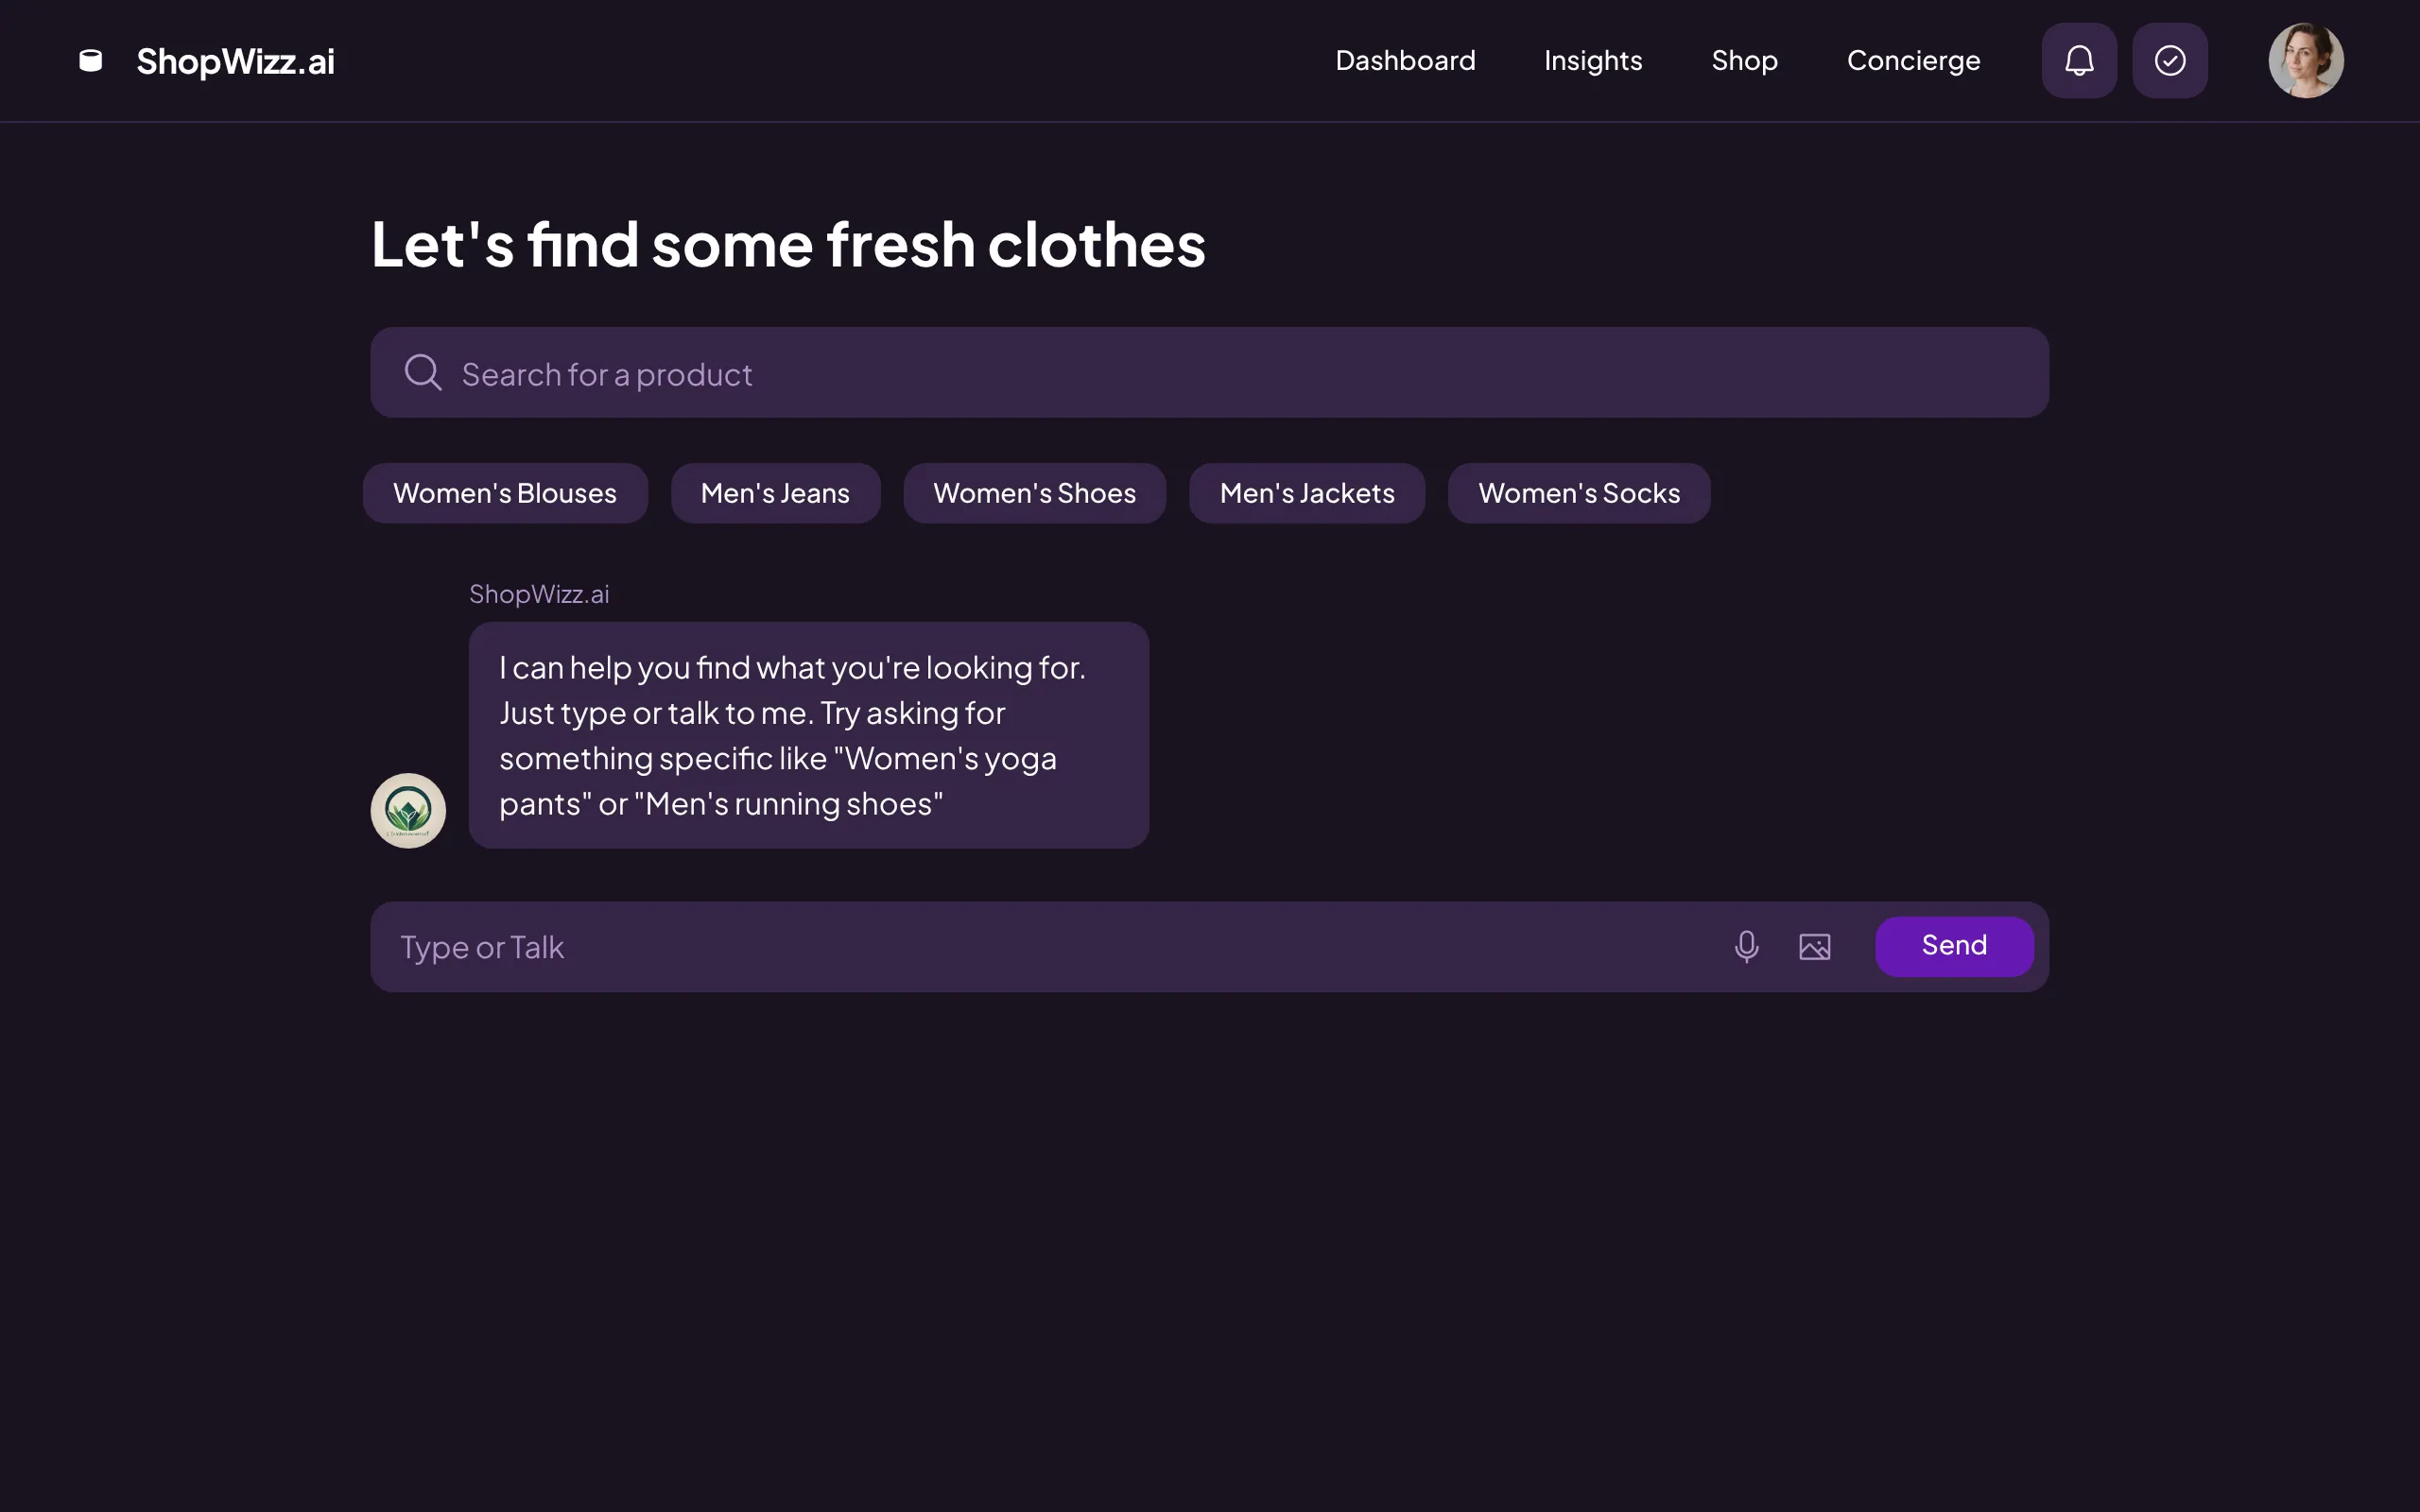 ShopWizz.ai
Dashboard
Insights
Shop
Concierge
Let's find some fresh clothes
Search for a product
Women's Blouses
Men's Jeans
Women's Shoes
Men's Jackets
Women's Socks
ShopWizz.ai
I can help you find what you're looking for.
Just type or talk to me. Try asking for
something specific like "Women's yoga
pants" or "Men's running shoes"
Type or Talk
Send